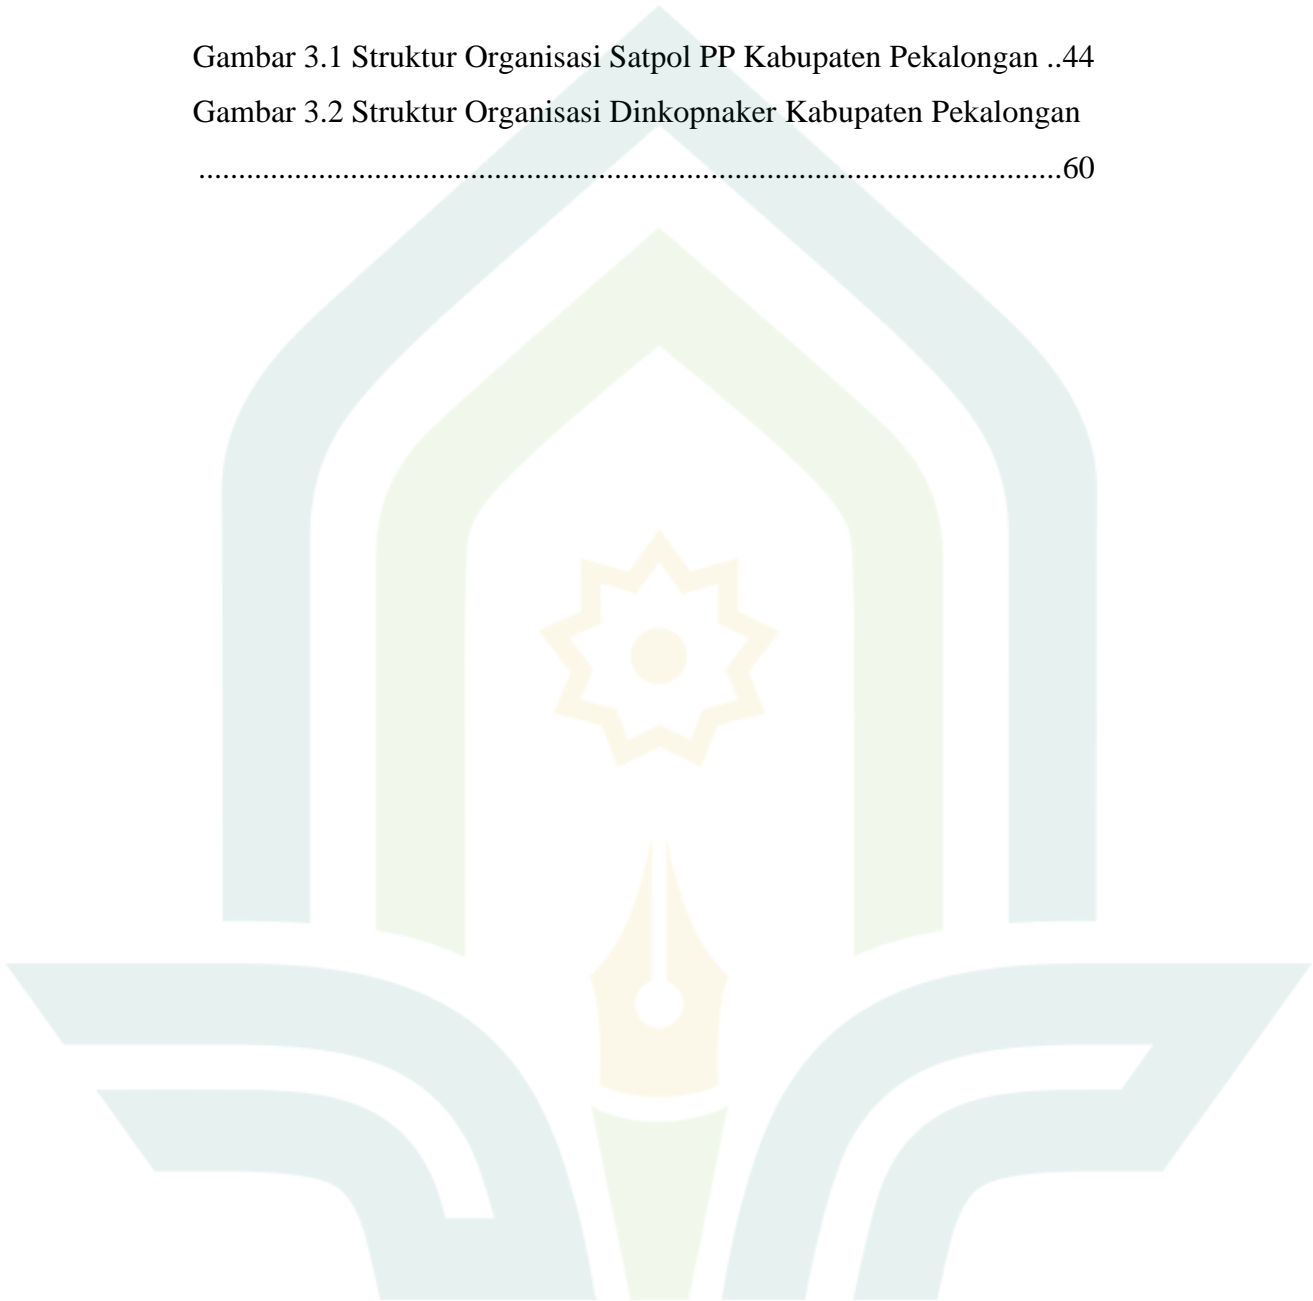 Gambar 3.1 Struktur Organisasi Satpol PP Kabupaten Pekalongan ..44
Gambar 3.2 Struktur Organisasi Dinkopnaker Kabupaten Pekalongan
............................................................................................................60